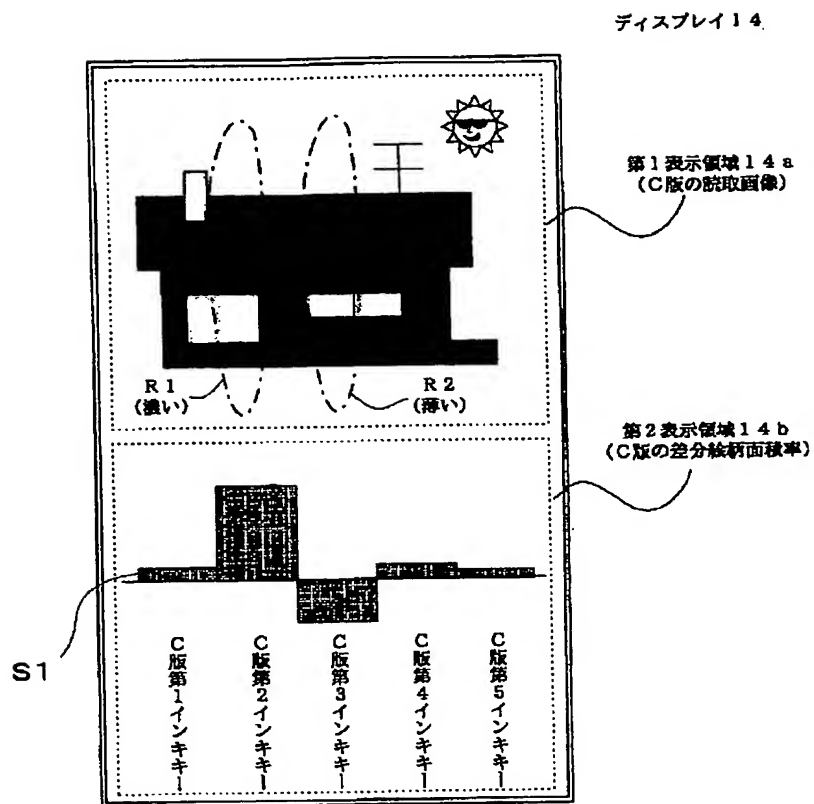 ディスプレイ14
第1表示領域14a
(C版の読取画像)
R1
(濃い)
R2
(薄い)
第2表示領域14b
(C版の差分絵柄面積率)
S1
C版第1インキキー
C版第2インキキー
C版第3インキキー
C版第4インキキー
C版第5インキキー